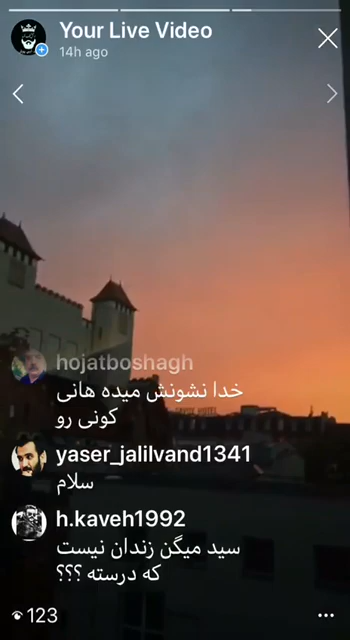 Your Live Video
14h ago
hojatboshagh
خدا نشونش میده هانی
کونی رو
yaser_jalilvand1341
سلام
h.kaveh1992
سید میگن زندان نیست
که درسته ؟؟؟
123